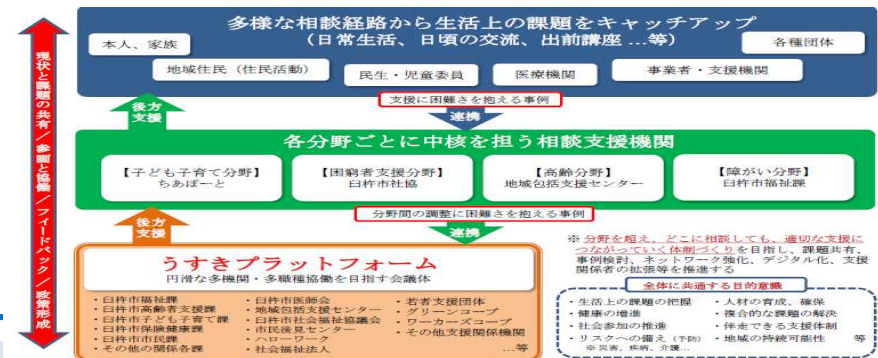 多様な相談経路から生活上の課題をキャッチアップ
（日常生活、日頃の交流、出前講座…等）
本人、家族
各種団体
地域住民（住民活動）
民生・児童委員
医療機関
事業者・支援機関
後方
支援
支援に困難さを抱える事例
連携
各分野ごとに中核を担う相談支援機関
【子ども子育て分野】
ちあぽーと
【困窮者支援分野】
臼杵市社協
【高齢分野】
地域包括支援センター
【障がい分野】
臼杵市福祉課
後方
支援
分野間の調整に困難さを抱える事例
連携
うすきプラットフォーム
円滑な多機関・多職種協働を目指す会議体
・臼杵市福祉課
・臼杵市高齢者支援課
・臼杵市子ども子育て課
・臼杵市保険健康課
・臼杵市市民課
・その他の関係各課
・臼杵市医師会
・地域包括支援センター
・臼杵市社会福祉協議会
・市民後見センター
・ハローワーク
・社会福祉法人
・若者支援団体
・グリーンコープ
・ワーカーズコープ
・その他支援関係機関
…等
※ 分野を超え、どこに相談しても、適切な支援に
つながっていく体制づくりを目指し、課題共有、
事例検討、ネットワーク強化、デジタル化、支援
関係者の拡張等を推進する
全体に共通する目的意識
・生活上の課題の把握
・健康の増進
・社会参加の推進
・リスクへの備え（予防）
※災害、疾病、介護…
・人材の育成、確保
・複合的な課題の解決
・伴走できる支援体制
・地域の持続可能性 等
現状と課題の共有／参画と協働／フィードバック／政策形成